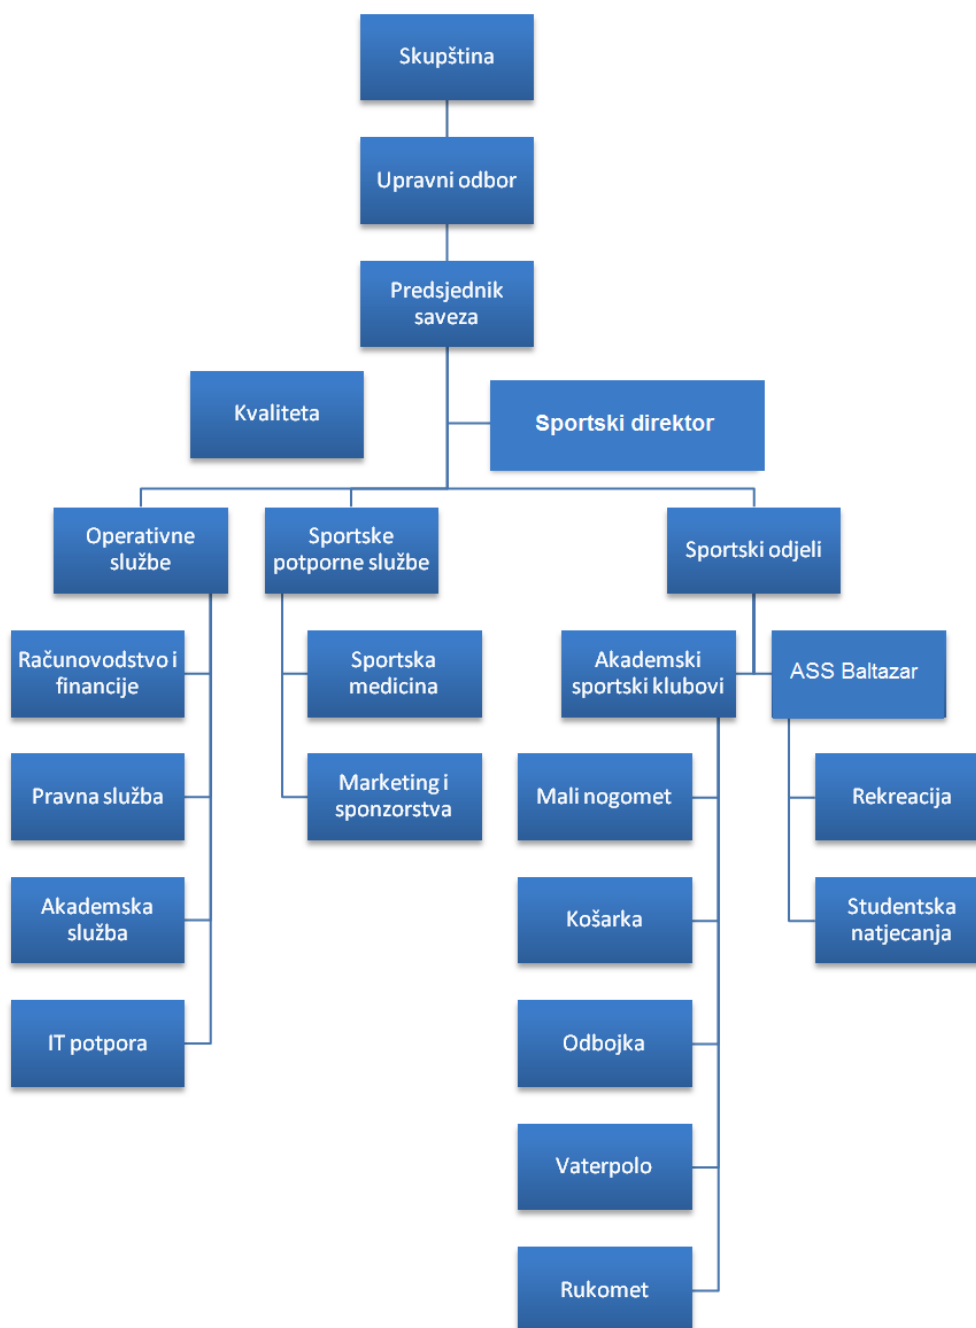 Skupština
Upravni odbor
Predsjednik
saveza
Kvaliteta
Sportski direktor
Operativne
službe
Sportske
potporne službe
Sportski odjeli
Računovodstvo i
financije
Sportska
medicina
Akademski
sportski klubovi
ASS Baltazar
Pravna služba
Marketing i
sponzorstva
Mali nogomet
Rekreacija
Akademska
služba
Košarka
Studentska
natjecanja
IT potpora
Odbojka
Vaterpolo
Rukomet